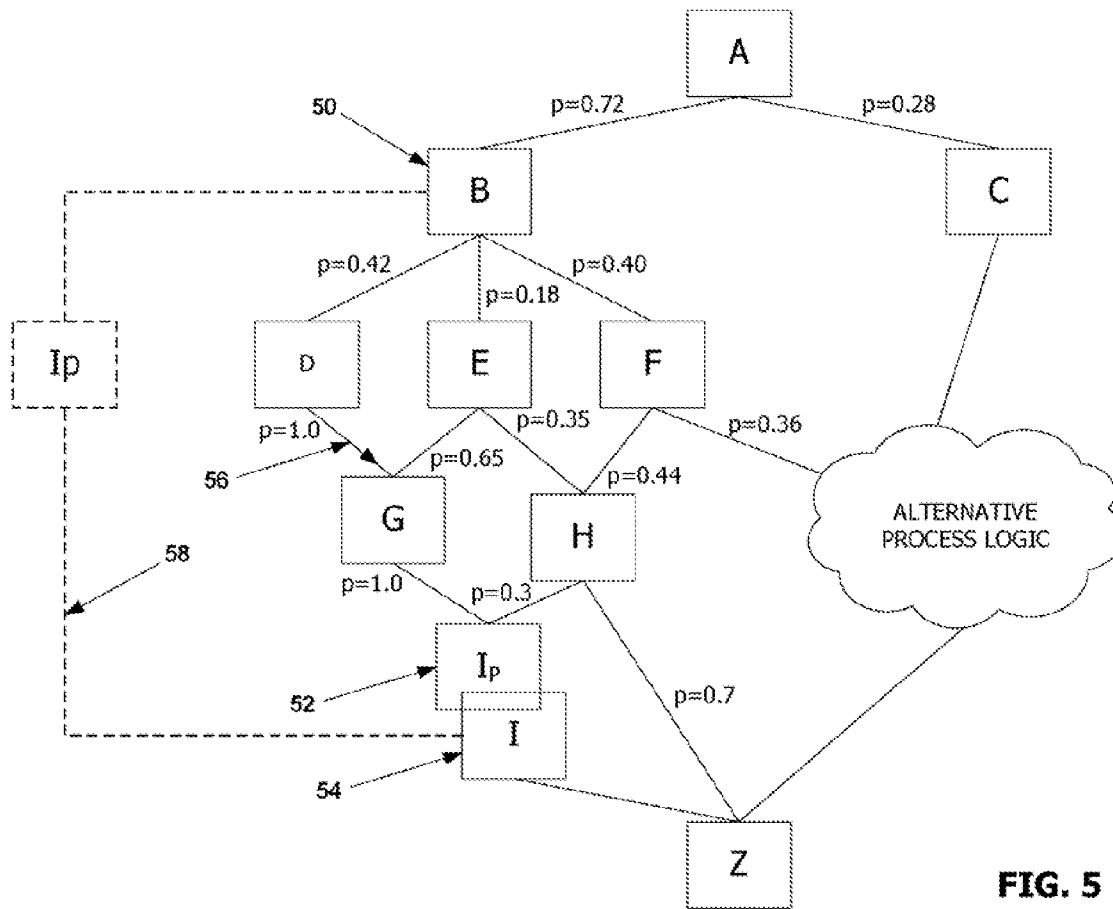 A
p=0.72
p=0.28
50
B
C
p=0.42
p=0.18
p=0.40
Ip
D
E
F
p=1.0
p=0.65
p=0.35
p=0.44
p=0.36
56
G
H
ALTERNATIVE
PROCESS LOGIC
58
p=1.0
p=0.3
IP
52
p=0.7
I
54
Z
FIG. 5